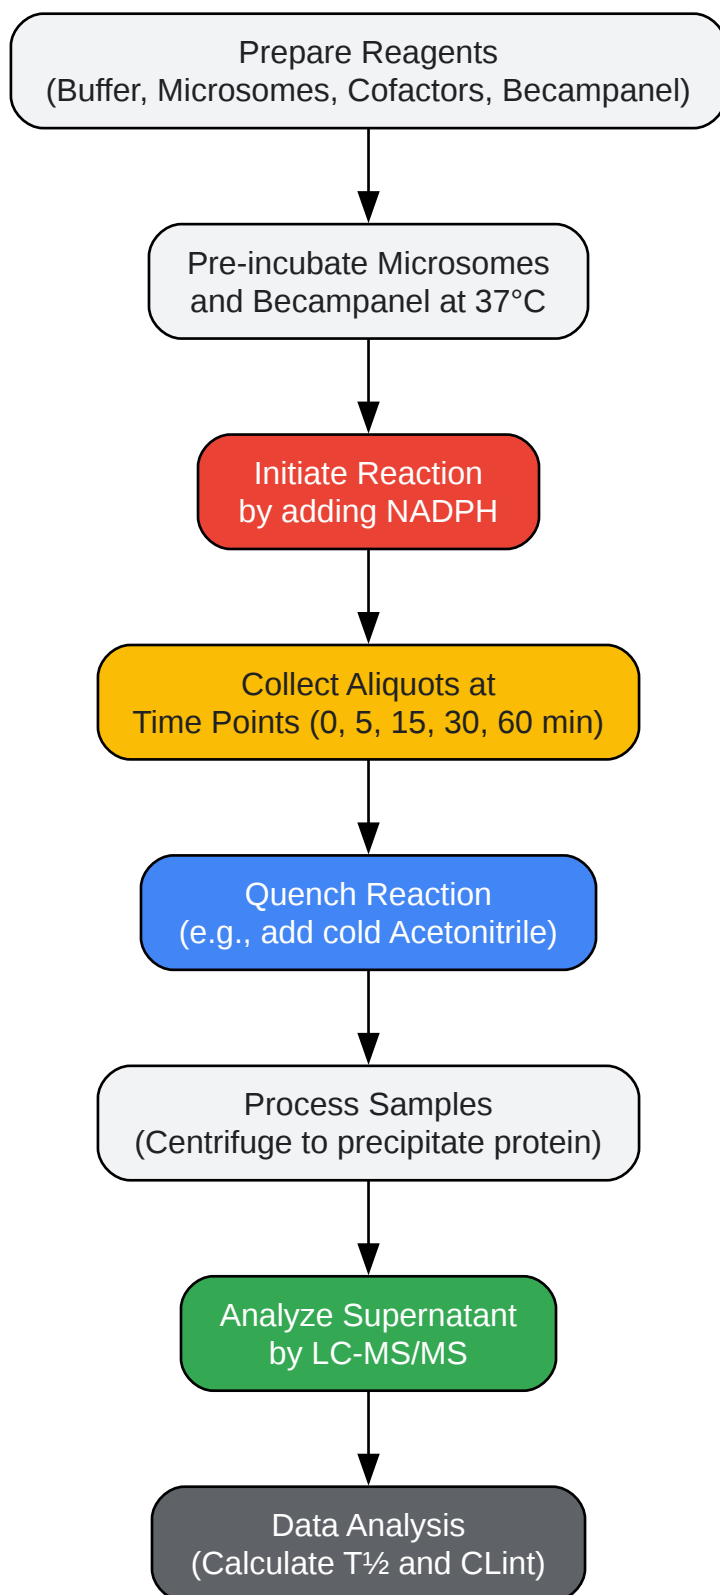 Prepare Reagents
(Buffer, Microsomes, Cofactors, Becampanel)
Pre-incubate Microsomes
and Becampanel at 37°C
Initiate Reaction
by adding NADPH
Collect Aliquots at
Time Points (0, 5, 15, 30, 60 min)
Quench Reaction
(e.g., add cold Acetonitrile)
Process Samples
(Centrifuge to precipitate protein)
Analyze Supernatant
by LC-MS/MS
Data Analysis
(Calculate T½ and CLint)